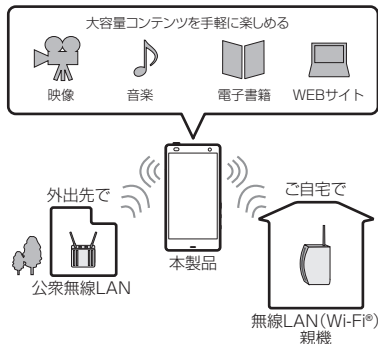 大容量コンテンツを手軽に楽しめる
映像
音楽
電子書籍
WEBサイト
外出先で
ご自宅で
本製品
公衆無線LAN
無線LAN(Wi-Fi®)
親機